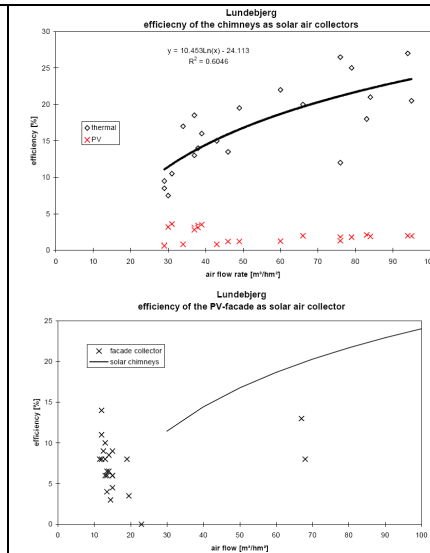 Lundebjerg
efficiecny of the chimneys as solar air collectors
y = 10.453Ln(x) - 24.113
R² = 0.6046
efficiency [%]
30
25
20
15
10
5
0
thermal
PV
0 10 20 30 40 50 60 70 80 90 100
air flow rate [m³/hm²]
Lundebjerg
efficiency of the PV-facade as solar air collector
efficiency [%]
25
20
15
10
5
0
facade collector
solar chimneys
0 10 20 30 40 50 60 70 80 90 100
air flow [m³/hm²]